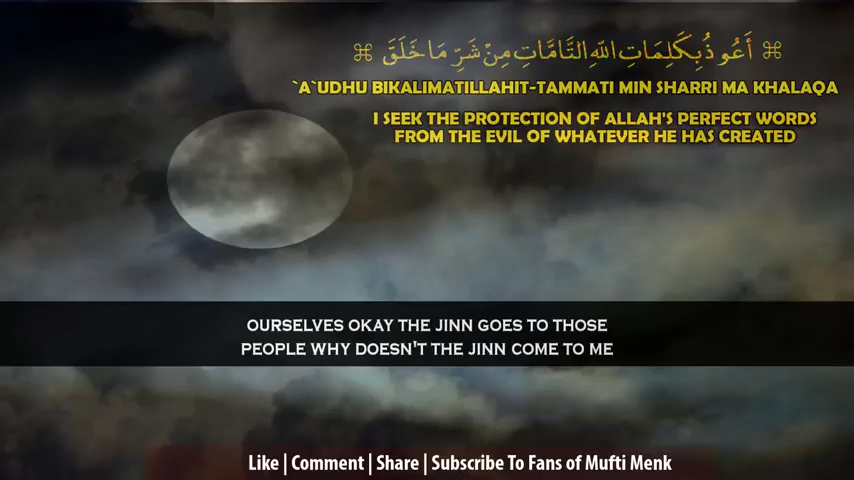 ⌘ أَعُوذُ بِكَلِمَاتِ اللهِ التَّامَّاتِ مِنْ شَرِّ مَا خَلَقَ ⌘
`A`UDHU BIKALIMATILLAHIT-TAMMATI MIN SHARRI MA KHALAQA
I SEEK THE PROTECTION OF ALLAH'S PERFECT WORDS
FROM THE EVIL OF WHATEVER HE HAS CREATED
OURSELVES OKAY THE JINN GOES TO THOSE
PEOPLE WHY DOESN'T THE JINN COME TO ME
Like | Comment | Share | Subscribe To Fans of Mufti Menk